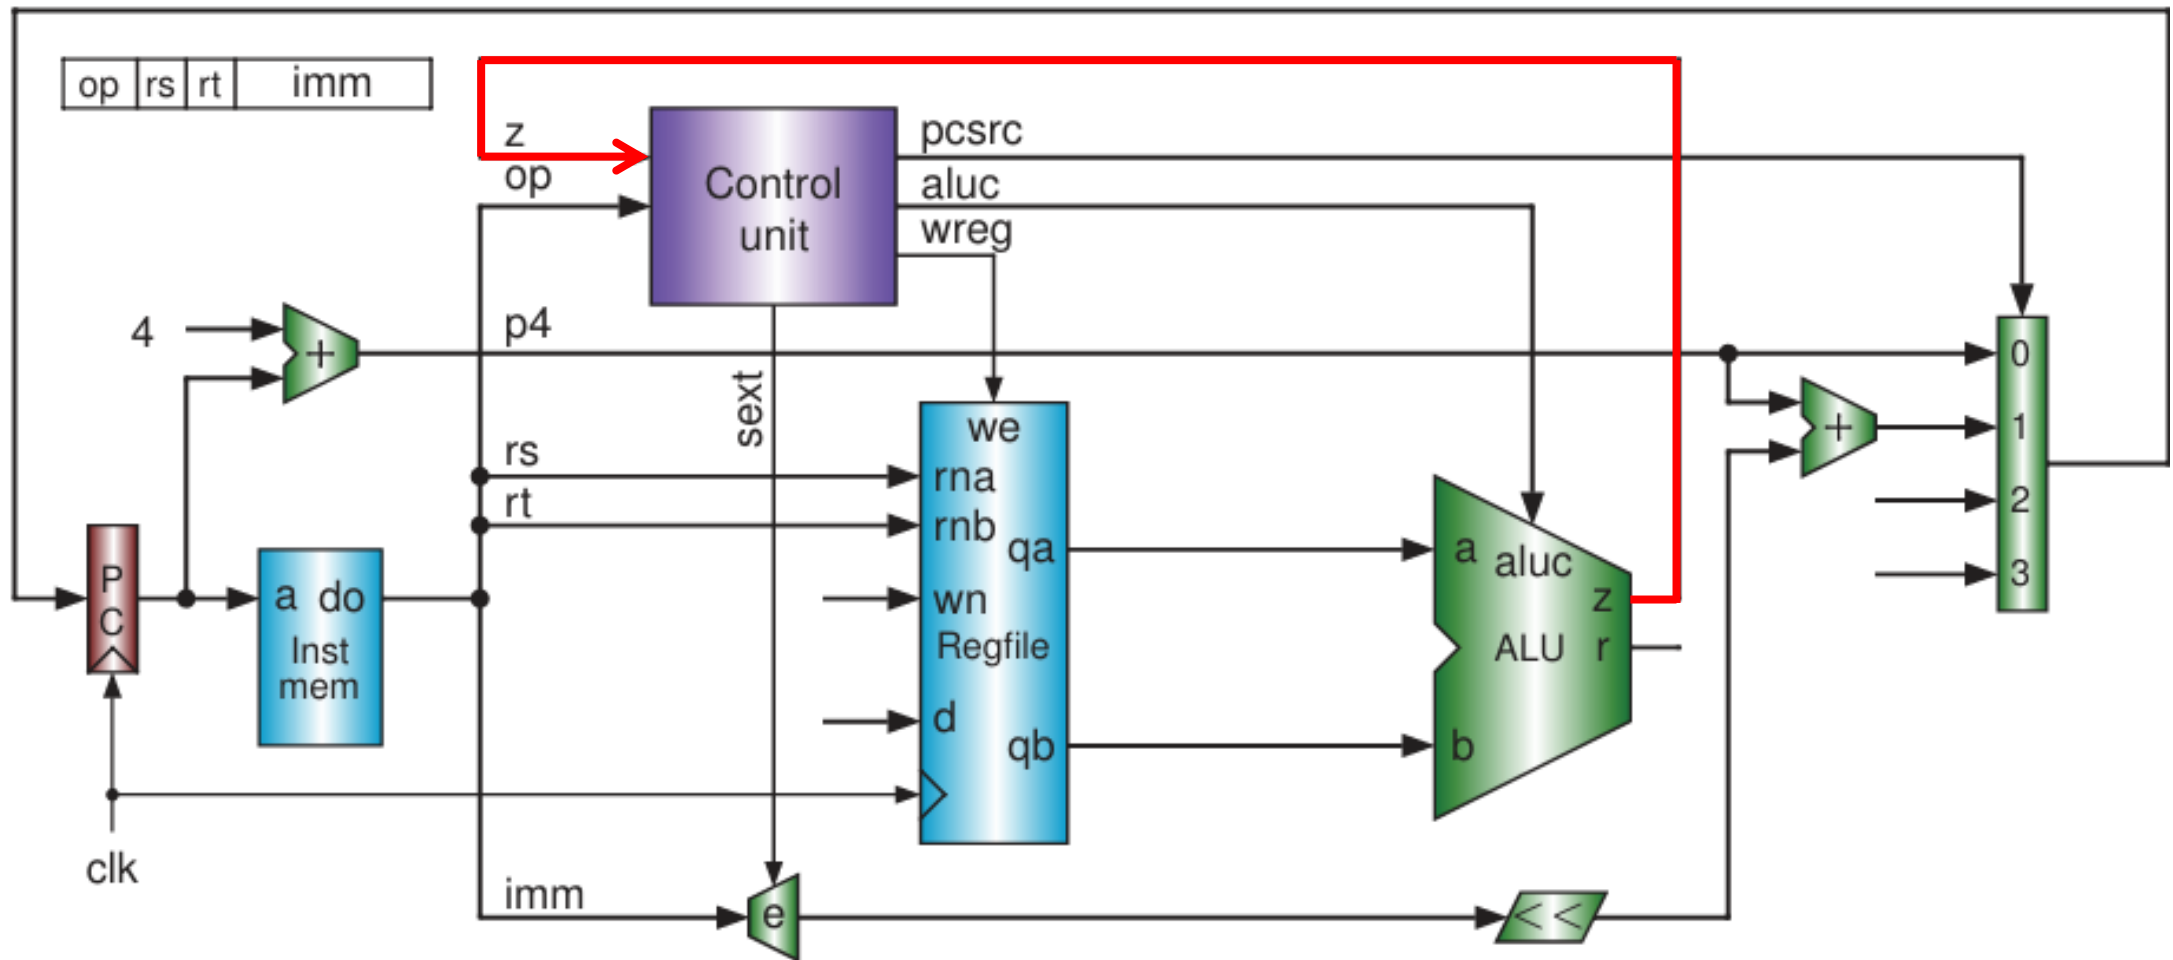 op rs rt imm
z
op
Control
unit
pcsrc
aluc
wreg
4
+
p4
sext
rs
rt
we
rna
rnb
qa
wn
Regfile
d
qb
P
C
a do
Inst
mem
clk
imm
e
a aluc
z
ALU r
b
<<
+
0
1
2
3